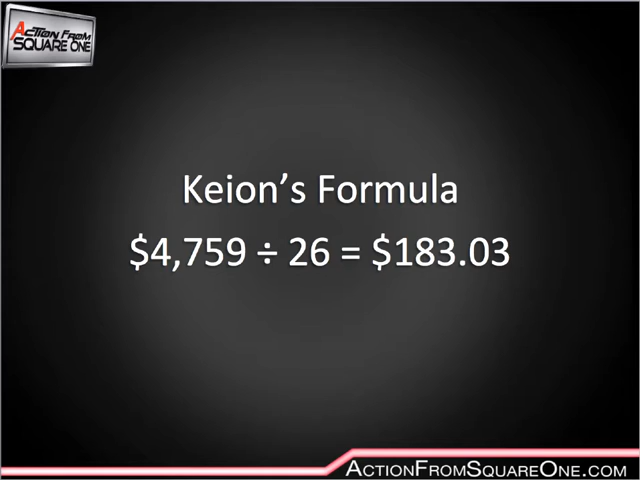 ACTION FROM
SQUARE ONE
Keion's Formula
$4,759 ÷ 26 = $183.03
ACTIONFROMSQUAREONE.COM